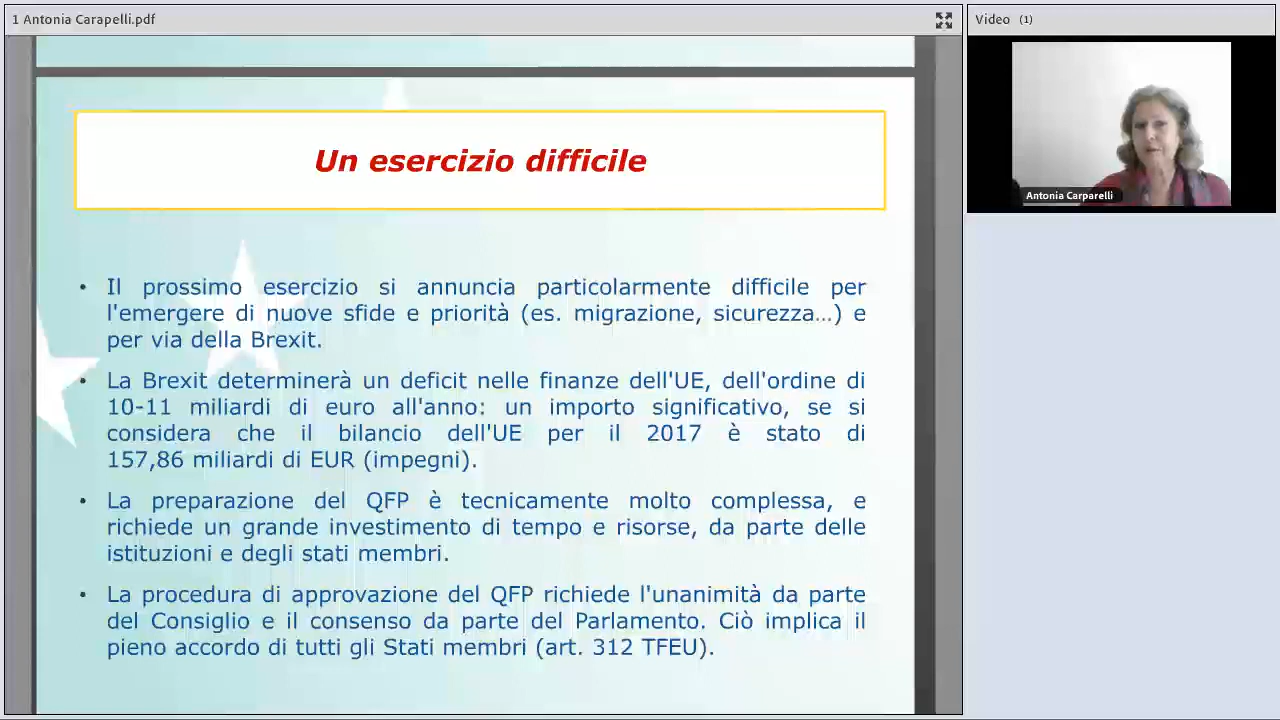 1 Antonia Carapelli.pdf
Video (1)
Antonia Carparelli
Un esercizio difficile
• Il prossimo esercizio si annuncia particolarmente difficile per
l'emergere di nuove sfide e priorità (es. migrazione, sicurezza…) e
per via della Brexit.
• La Brexit determinerà un deficit nelle finanze dell'UE, dell'ordine di
10-11 miliardi di euro all'anno: un importo significativo, se si
considera che il bilancio dell'UE per il 2017 è stato di
157,86 miliardi di EUR (impegni).
• La preparazione del QFP è tecnicamente molto complessa, e
richiede un grande investimento di tempo e risorse, da parte delle
istituzioni e degli stati membri.
• La procedura di approvazione del QFP richiede l'unanimità da parte
del Consiglio e il consenso da parte del Parlamento. Ciò implica il
pieno accordo di tutti gli Stati membri (art. 312 TFEU).